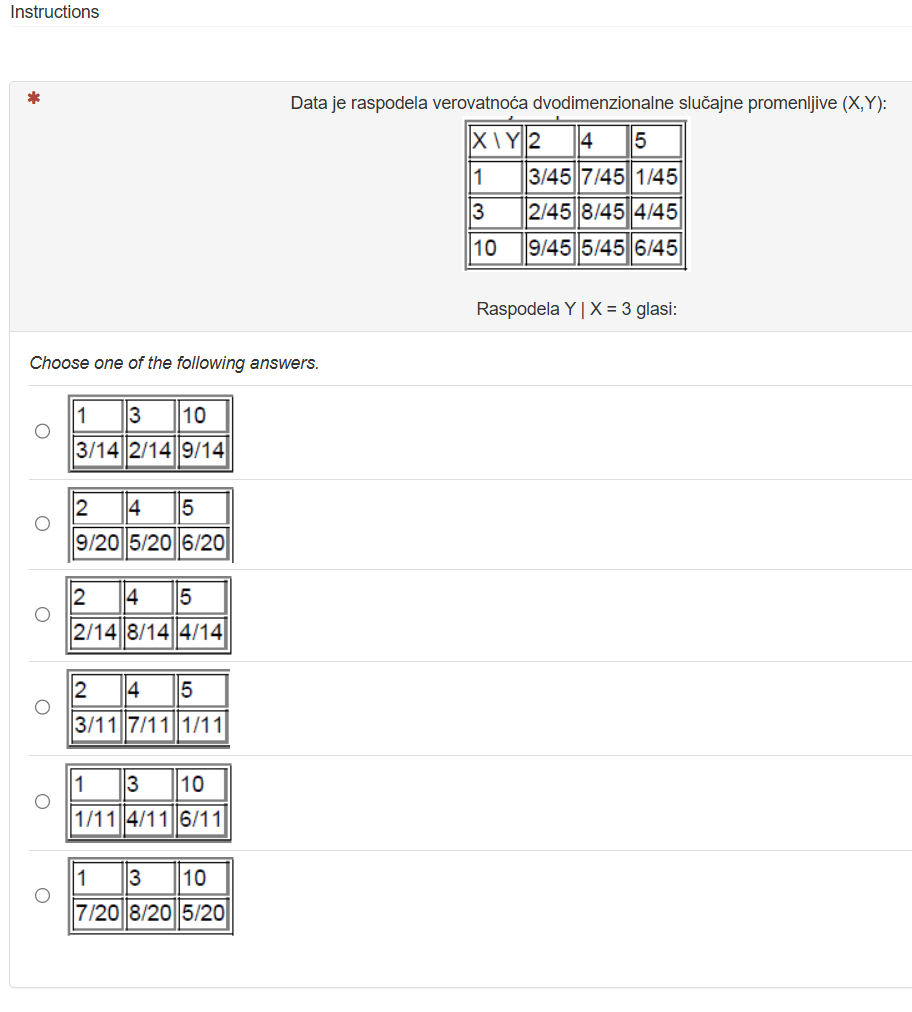 Instructions
*
Data je raspodela verovatnoća dvodimenzionalne slučajne promenljive (X,Y):
X \ Y 2 4 5
1 3/45 7/45 1/45
3 2/45 8/45 4/45
10 9/45 5/45 6/45
Raspodela Y | X = 3 glasi:
Choose one of the following answers.
1 3 10
3/14 2/14 9/14
2 4 5
9/20 5/20 6/20
2 4 5
2/14 8/14 4/14
2 4 5
3/11 7/11 1/11
1 3 10
1/11 4/11 6/11
1 3 10
7/20 8/20 5/20